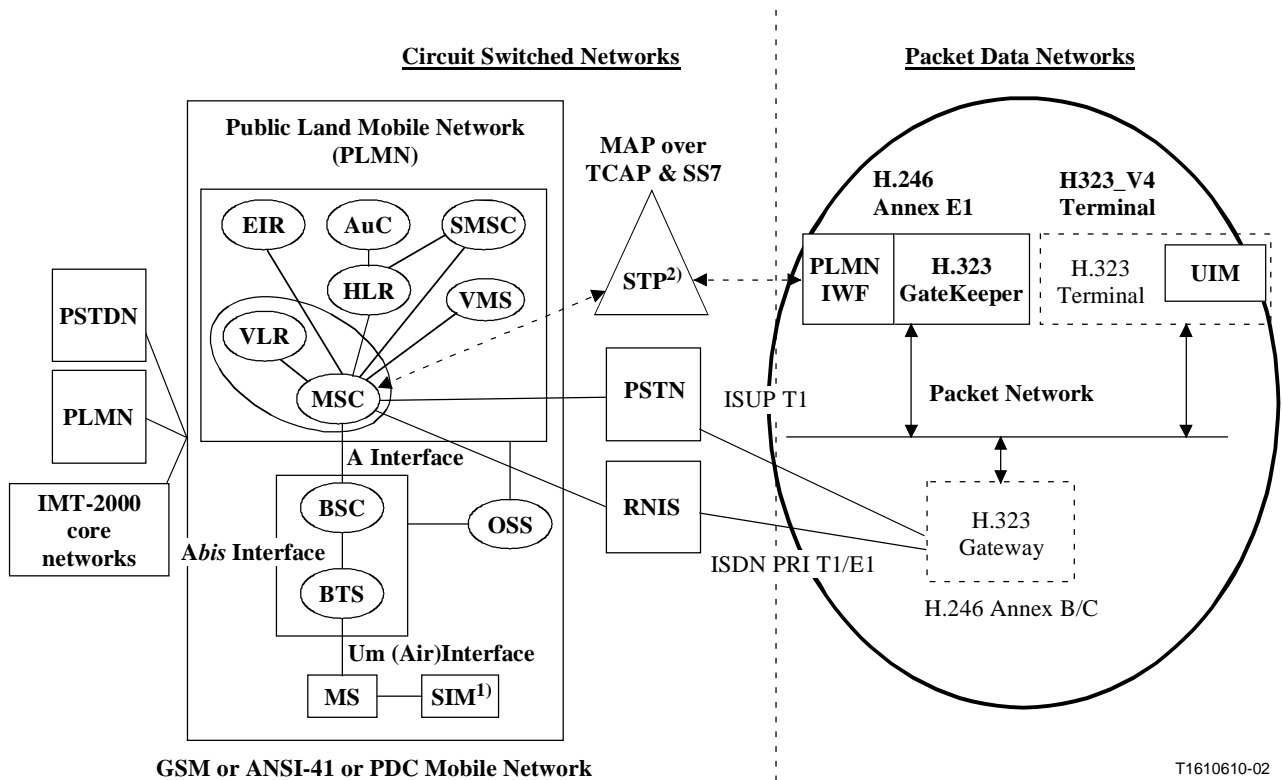 Circuit Switched Networks
Packet Data Networks
Public Land Mobile Network
(PLMN)
MAP over
TCAP & SS7
H.246
Annex E1
H323_V4
Terminal
EIR
AuC
SMSC
HLR
VMS
VLR
MSC
STP2)
PLMN
IWF
H.323
GateKeeper
H.323
Terminal
UIM
PSTDN
PLMN
IMT-2000
core
networks
PSTN
ISUP T1
Packet Network
A Interface
BSC
OSS
RNIS
Abis Interface
BTS
ISDN PRI T1/E1
H.323
Gateway
H.246 Annex B/C
Um (Air)Interface
MS
SIM1)
GSM or ANSI-41 or PDC Mobile Network
T1610610-02